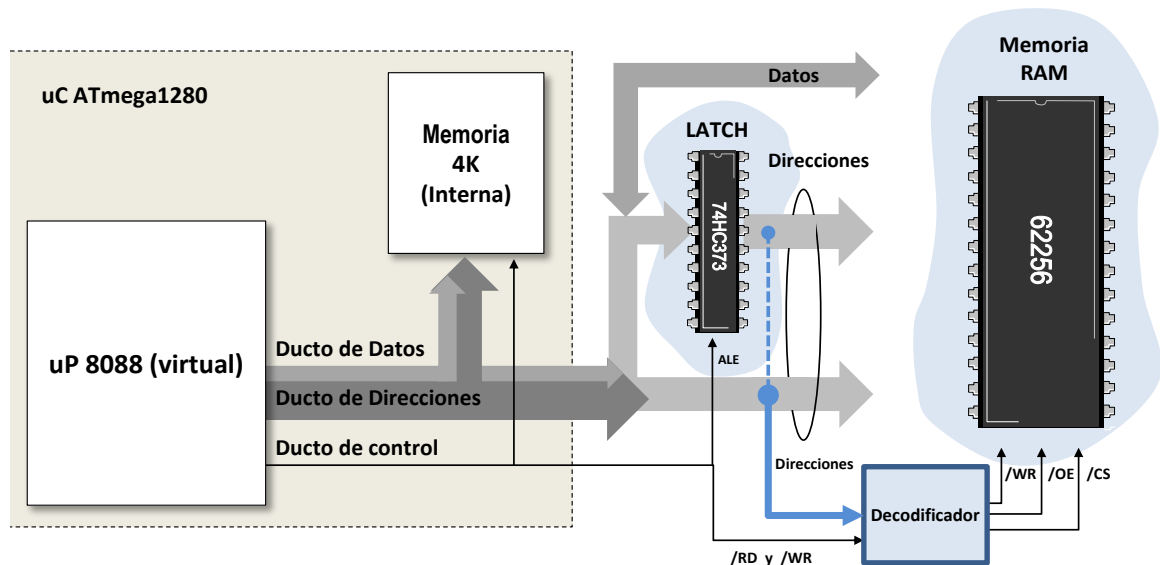 uC ATmega1280
Memoria
4K
(Interna)
uP 8088 (virtual)
Ducto de Datos
Ducto de Direcciones
Ducto de control
Datos
LATCH
74HC373
ALE
Direcciones
Direcciones
Memoria
RAM
62256
/WR
/OE
/CS
Decodificador
/RD y /WR